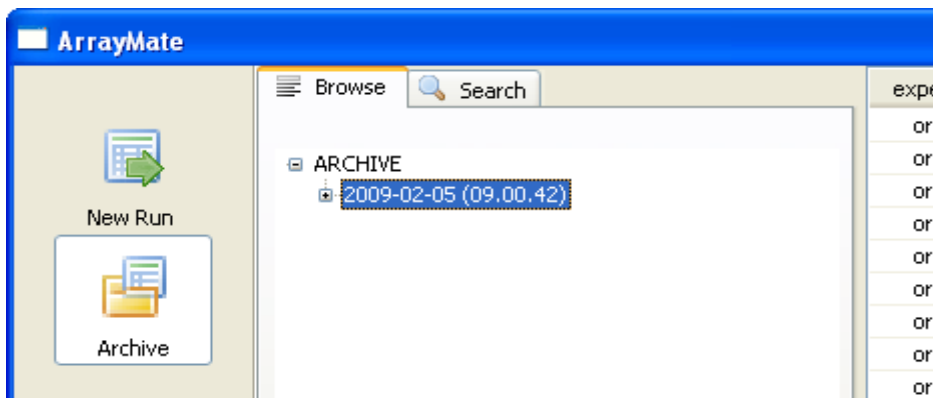 ArrayMate
Browse
Search
New Run
Archive
ARCHIVE
2009-02-05 (09.00.42)
expe
or
or
or
or
or
or
or
or
or